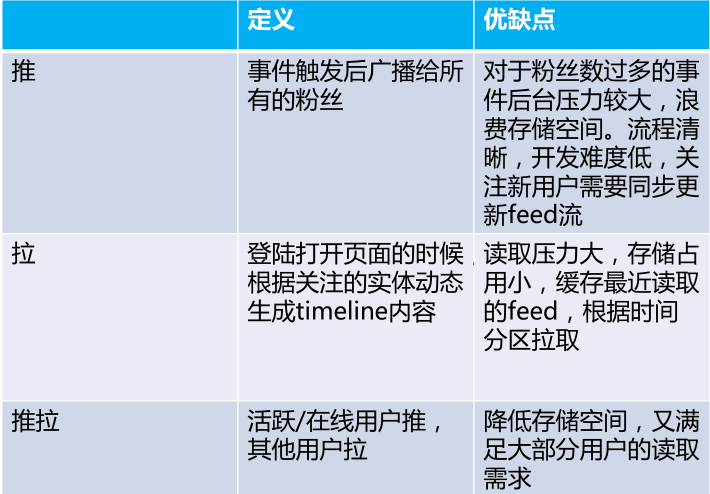 定义
优缺点
推
事件触发后广播给所
有的粉丝
对于粉丝数过多的事
件后台压力较大，浪
费存储空间。流程清
晰，开发难度低，关
注新用户需要同步更
新feed流
拉
登陆打开页面的时候，
根据关注的实体动态
生成timeline内容
读取压力大，存储占
用小，缓存最近读取
的feed，根据时间
分区拉取
推拉
活跃/在线用户推，
其他用户拉
降低存储空间，又满
足大部分用户的读取
需求